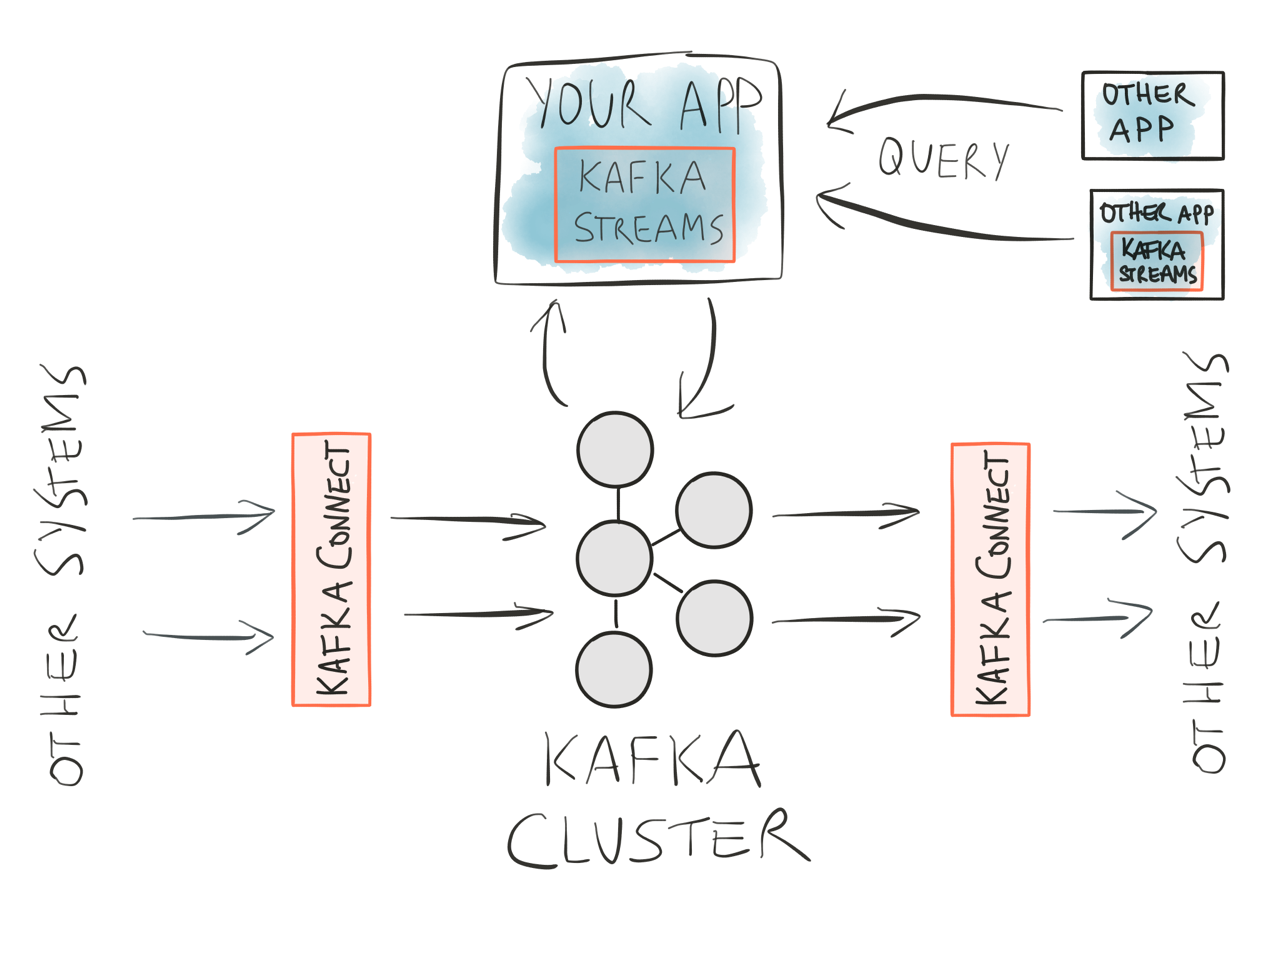 YOUR APP
KAFKA
STREAMS
QUERY
OTHER
APP
OTHER APP
KAFKA
STREAMS
OTHER SYSTEMS
KAFKA CONNECT
KAFKA CONNECT
OTHER SYSTEMS
KAFKA
CLUSTER